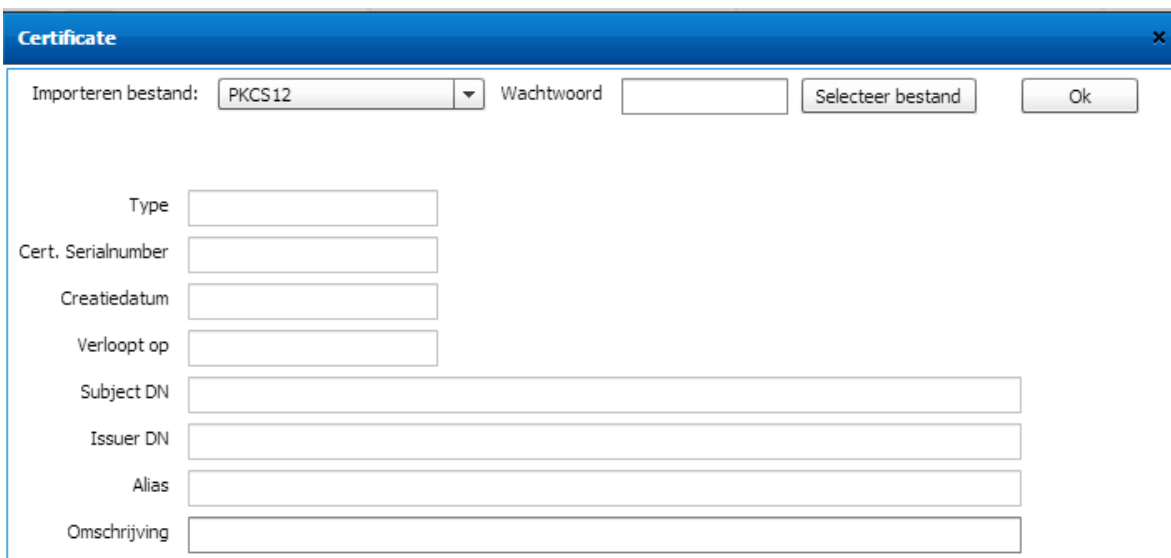 Certificate
Importeren bestand: PKCS12 Wachtwoord Selecteer bestand Ok
Type
Cert. Serialnumber
Creatiedatum
Verloopt op
Subject DN
Issuer DN
Alias
Omschrijving